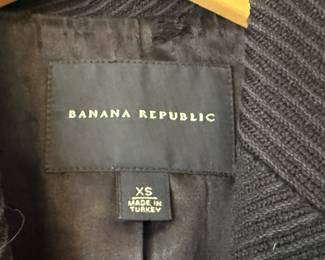 BANANA REPUBLIC
XS
MADE IN
TURKEY